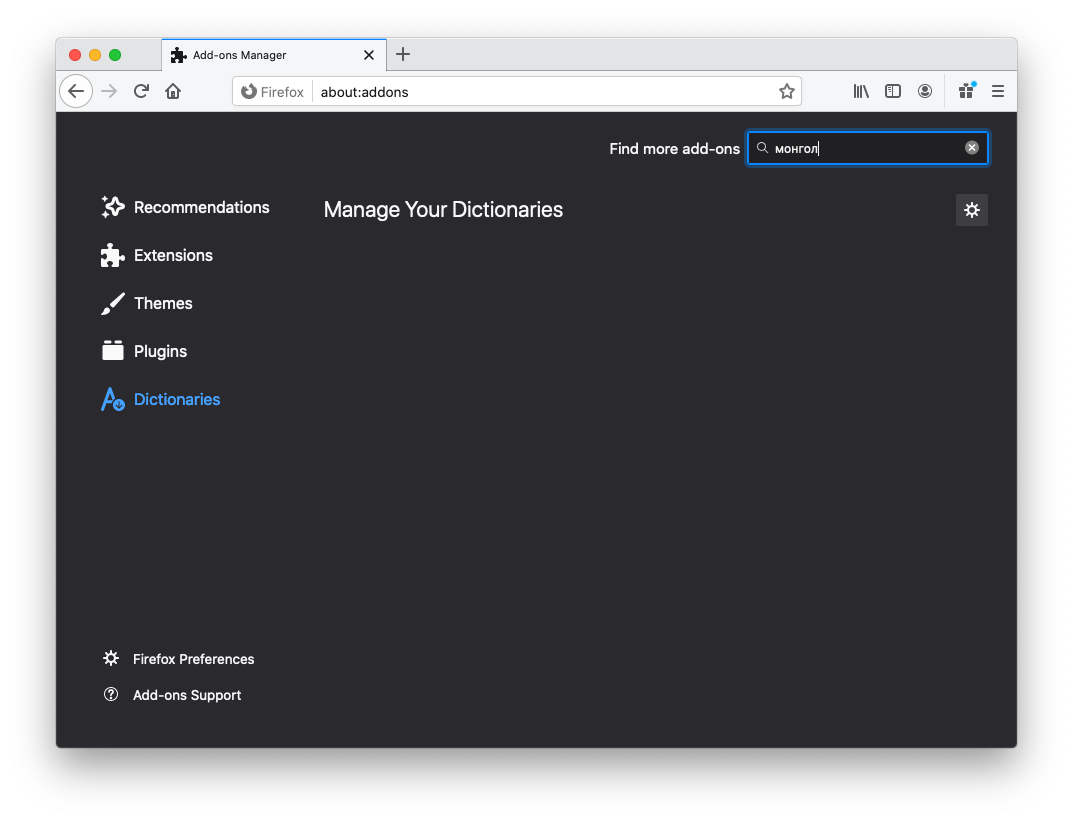 Add-ons Manager
Firefox about:addons
Find more add-ons монгол
Recommendations
Manage Your Dictionaries
Extensions
Themes
Plugins
Dictionaries
Firefox Preferences
Add-ons Support